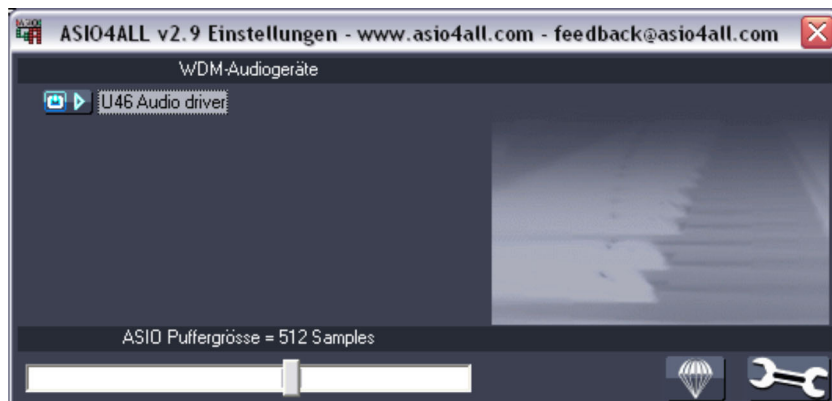 ASIO4ALL v2.9 Einstellungen - www.asio4all.com - feedback@asio4all.com
WDM-Audiogeräte
U46 Audio driver
ASIO Puffergrösse = 512 Samples